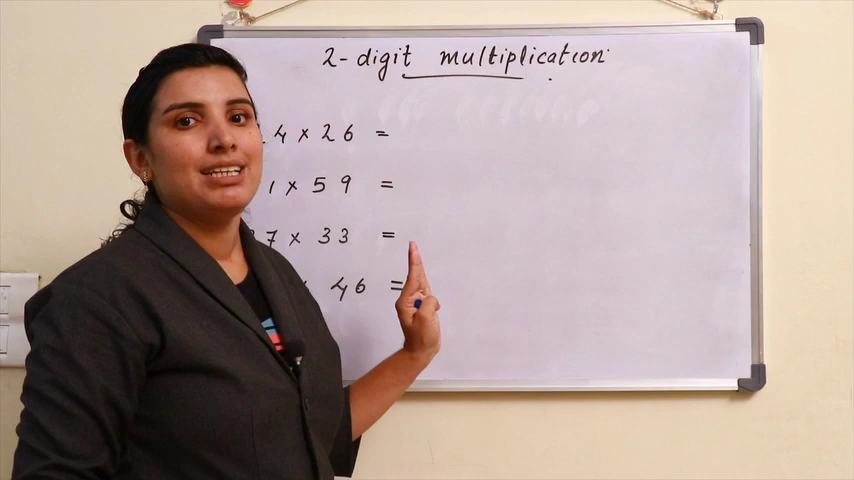 2-digit multiplication
4 × 26 =
1 × 59 =
7 × 33 =
46 =